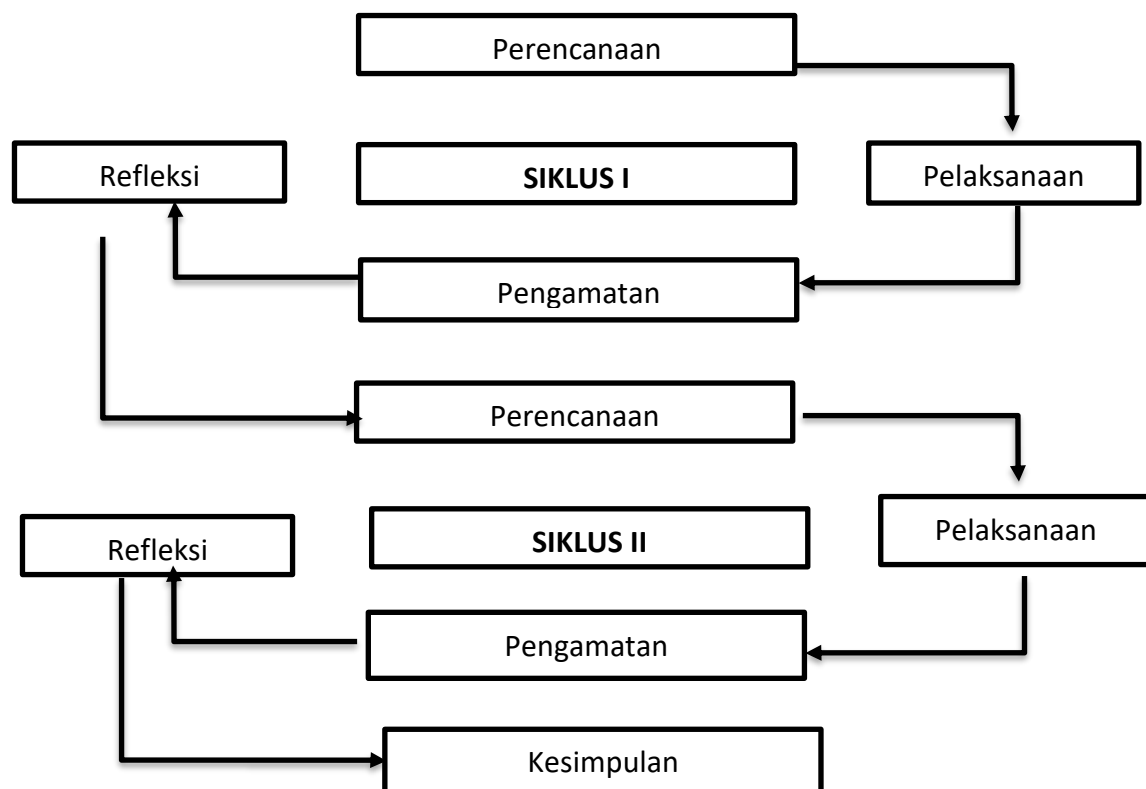 Perencanaan
Refleksi
SIKLUS I
Pelaksanaan
Pengamatan
Perencanaan
Refleksi
SIKLUS II
Pelaksanaan
Pengamatan
Kesimpulan